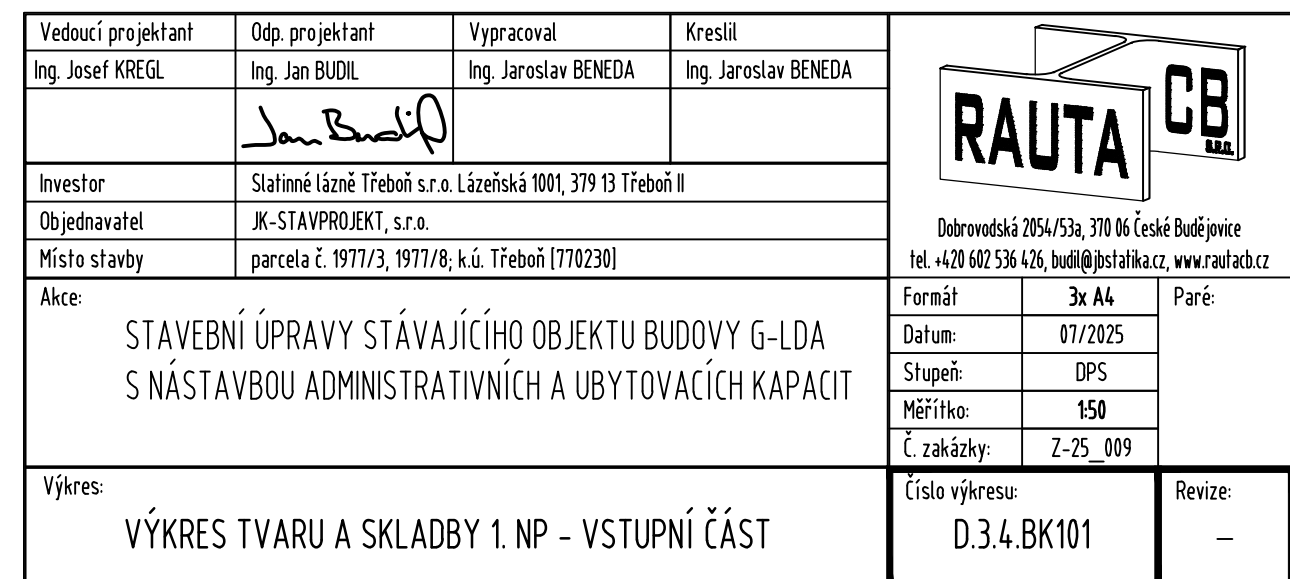 Vedoucí projektant Odp. projektant Vypracoval Kreslil
Ing. Josef KREGL Ing. Jan BUDIL Ing. Jaroslav BENEDA Ing. Jaroslav BENEDA
Jan Budil
RAUTA CB s.r.o.
Investor Slatinné lázně Třeboň s.r.o. Lázeňská 1001, 379 13 Třeboň II
Objednavatel JK-STAVPROJEKT, s.r.o.
Místo stavby parcela č. 1977/3, 1977/8; k.ú. Třeboň [770230]
Dobrovodská 2054/53a, 370 06 České Budějovice
tel. +420 602 536 426, budil@jbstatika.cz, www.rautacb.cz
Akce:
STAVEBNÍ ÚPRAVY STÁVAJÍCÍHO OBJEKTU BUDOVY G-LDA
S NÁSTAVBOU ADMINISTRATIVNÍCH A UBYTOVACÍCH KAPACIT
Formát 3x A4 Paré:
Datum: 07/2025
Stupeň: DPS
Měřítko: 1:50
Č. zakázky: Z-25_009
Výkres:
VÝKRES TVARU A SKLADBY 1. NP - VSTUPNÍ ČÁST
Číslo výkresu: Revize:
D.3.4.BK101 –